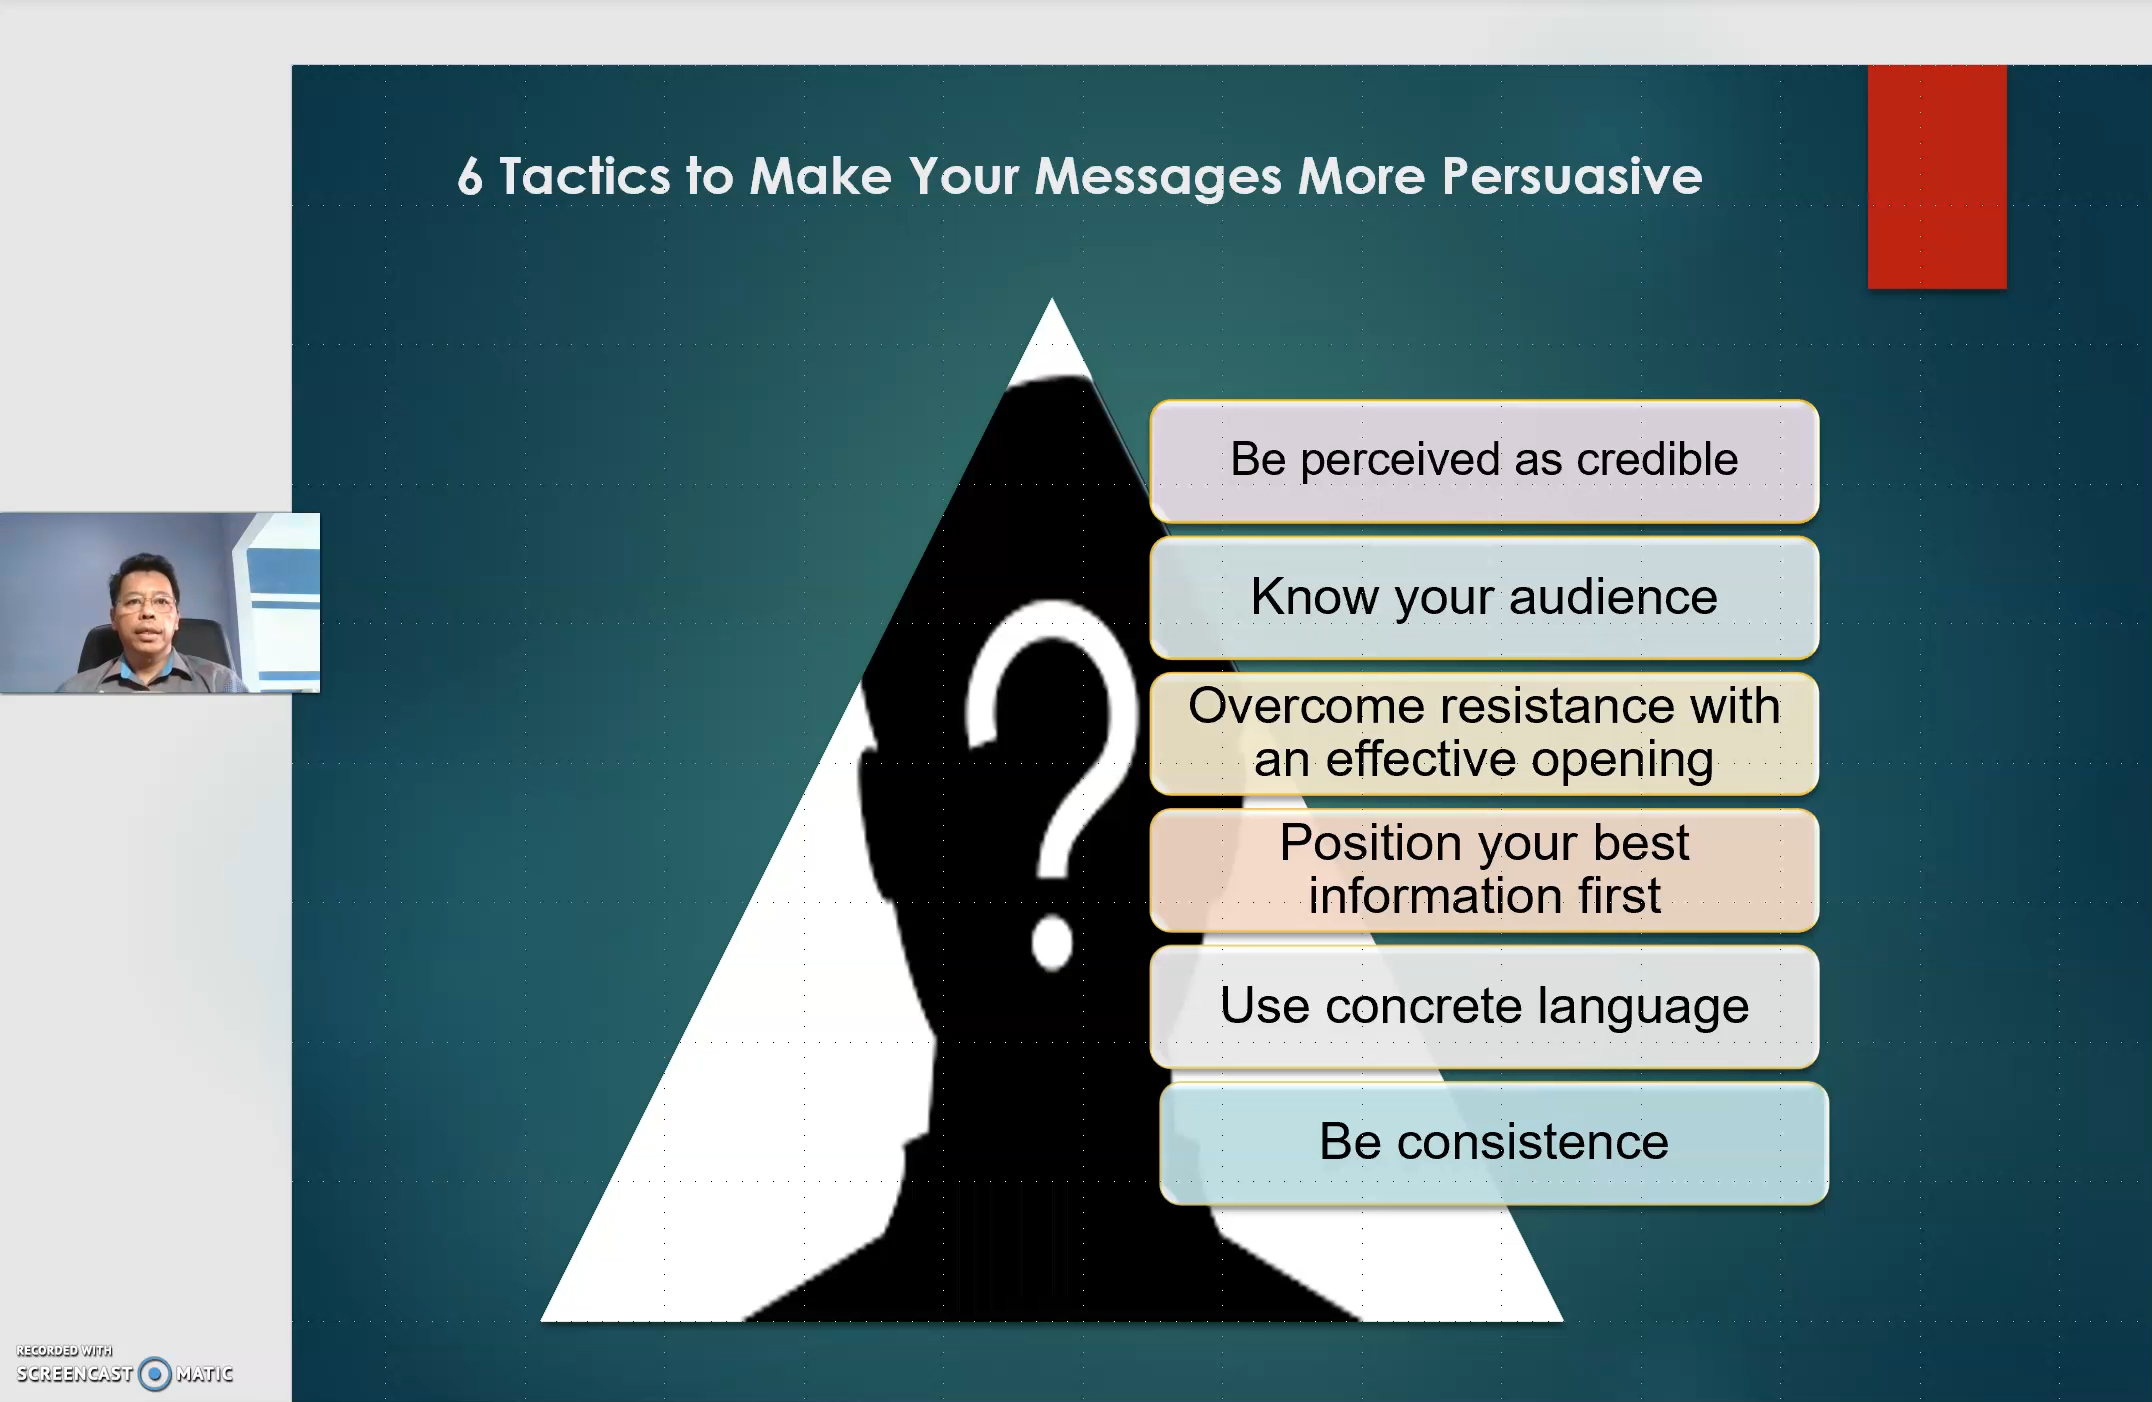 6 Tactics to Make Your Messages More Persuasive
Be perceived as credible
Know your audience
Overcome resistance with
an effective opening
Position your best
information first
Use concrete language
Be consistence
RECORDED WITH
SCREENCAST MATIC